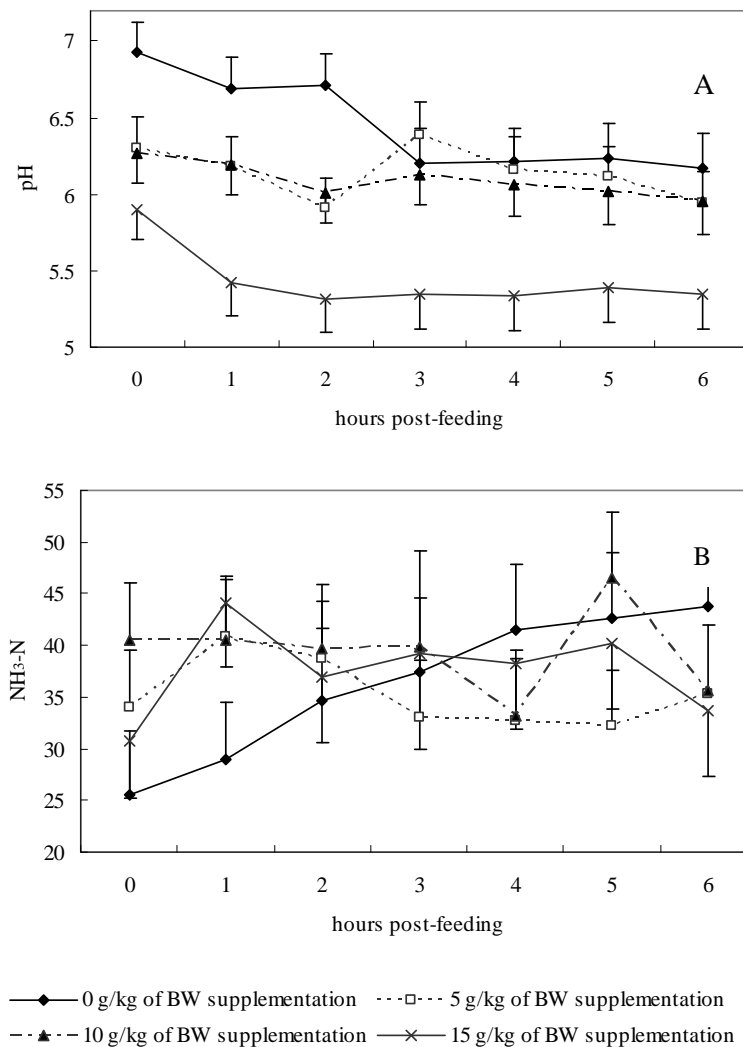 7
A
6.5
pH
6
5.5
5
0 1 2 3 4 5 6
hours post-feeding
55
50
B
45
40
NH3-N
35
30
25
20
0 1 2 3 4 5 6
hours post-feeding
0 g/kg of BW supplementation 5 g/kg of BW supplementation
10 g/kg of BW supplementation 15 g/kg of BW supplementation